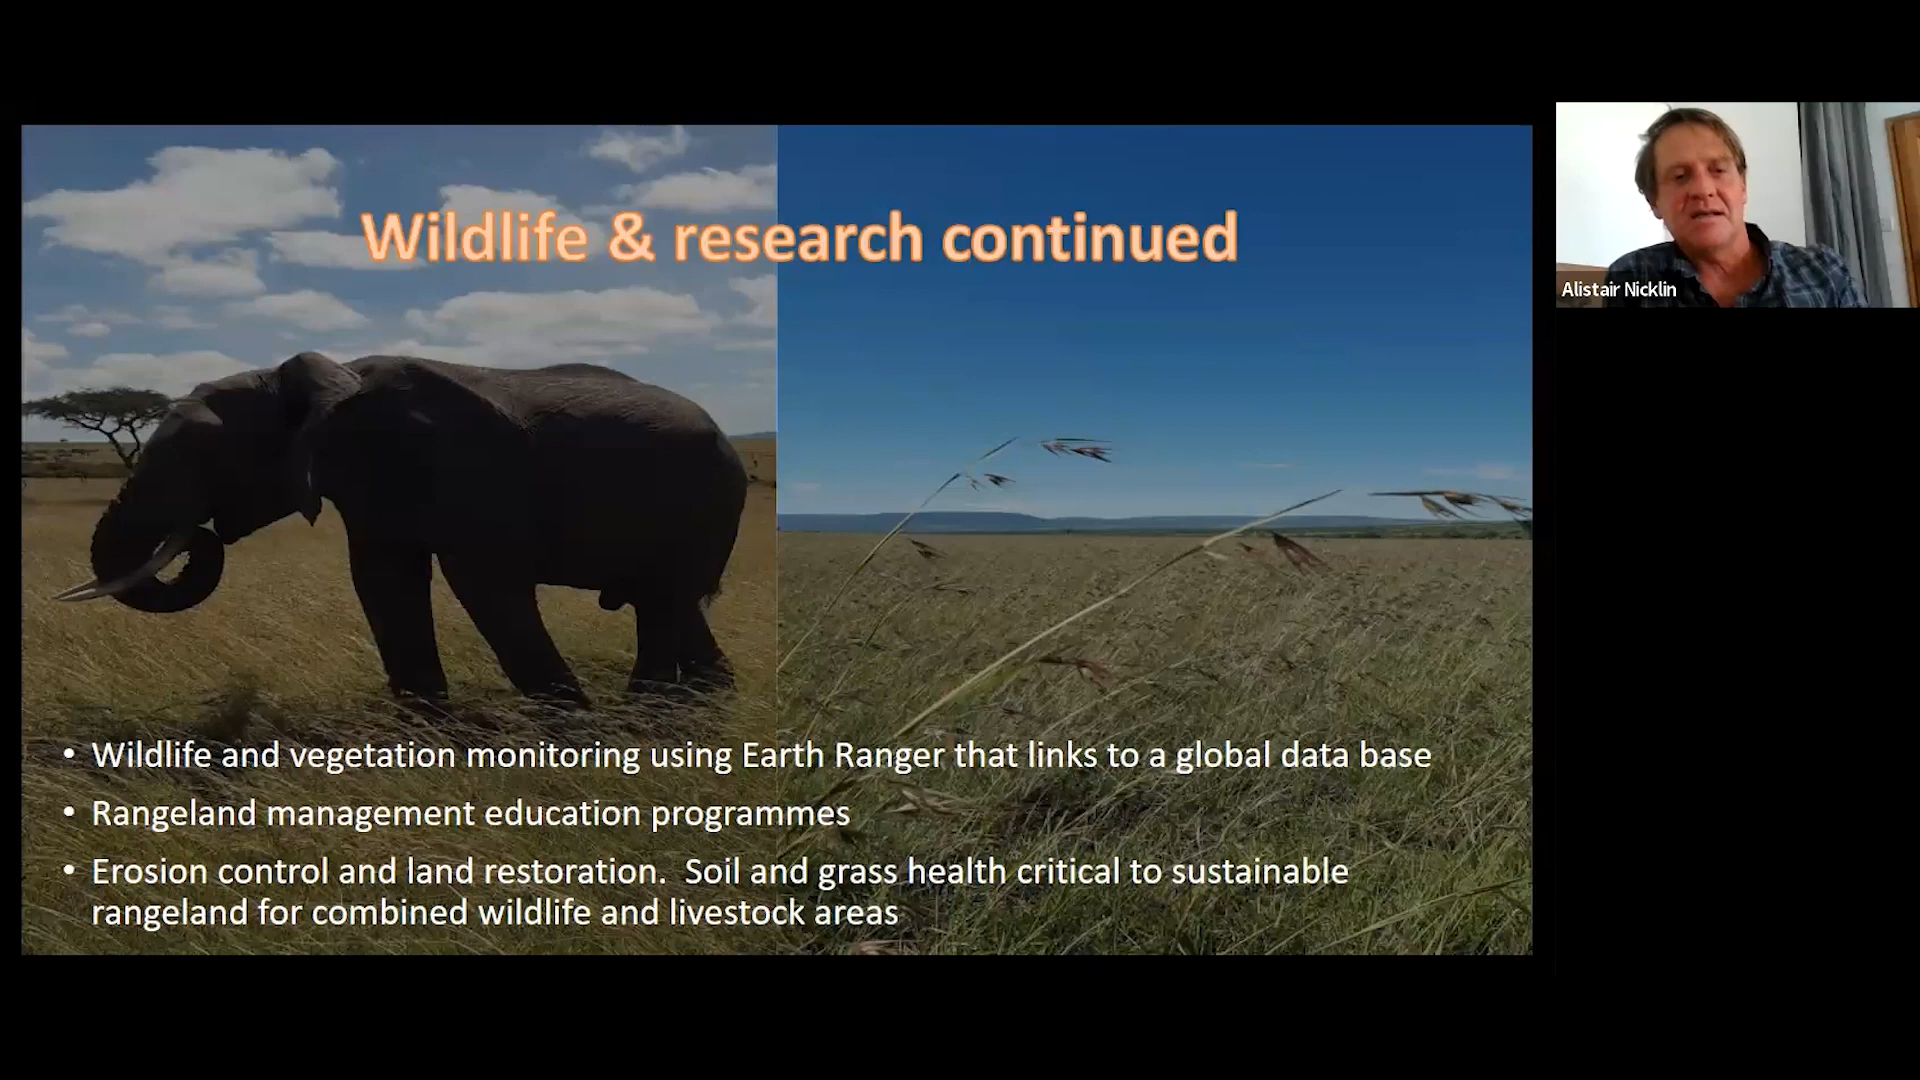 Wildlife & research continued
Alistair Nicklin
• Wildlife and vegetation monitoring using Earth Ranger that links to a global data base
• Rangeland management education programmes
• Erosion control and land restoration.  Soil and grass health critical to sustainable
rangeland for combined wildlife and livestock areas